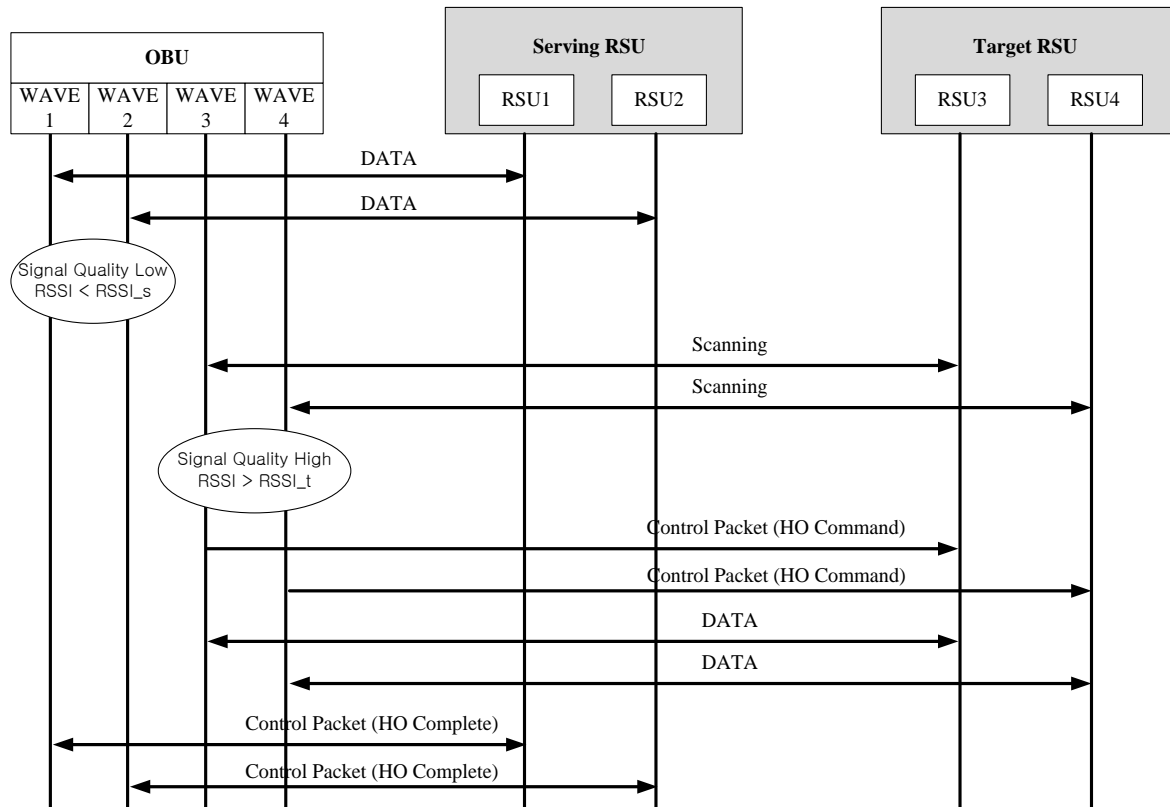 OBU
Serving RSU
Target RSU
WAVE
1
WAVE
2
WAVE
3
WAVE
4
RSU1
RSU2
RSU3
RSU4
DATA
DATA
Signal Quality Low
RSSI < RSSI_s
Scanning
Scanning
Signal Quality High
RSSI > RSSI_t
Control Packet (HO Command)
Control Packet (HO Command)
DATA
DATA
Control Packet (HO Complete)
Control Packet (HO Complete)